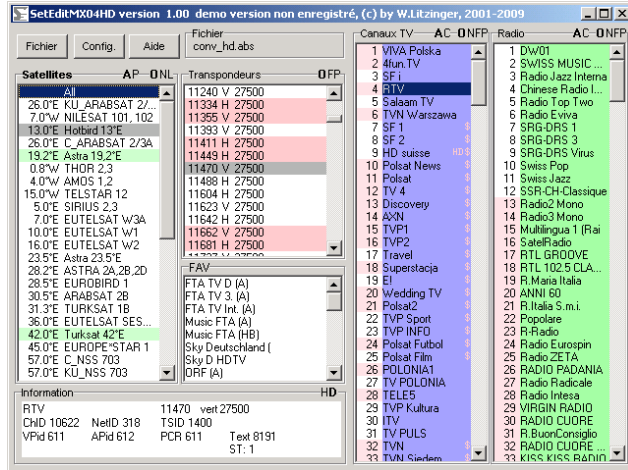 SetEditMX04HD version 1.00 demo version non enregistré, (c) by W.Litzinger, 2001-2009
Fichier
Config.
Aide
Fichier
conv_hd.abs
Satellites
A P - O N L
All
26.0°E KU_ARABSAT 2/...
7.0°W NILESAT 101, 102
13.0°E Hotbird 13°E
26.0°E C_ARABSAT 2/3A
19.2°E Astra 19,2°E
0.8°W THOR 2,3
4.0°W AMOS 1,2
15.0°W TELSTAR 12
5.0°E SIRIUS 2,3
7.0°E EUTELSAT W3A
10.0°E EUTELSAT W1
16.0°E EUTELSAT W2
23.5°E Astra 23.5°E
28.2°E ASTRA 2A,2B,2D
28.5°E EUROBIRD 1
30.5°E ARABSAT 2B
31.3°E TURKSAT 1B
36.0°E EUTELSAT SES...
42.0°E Turksat 42°E
45.0°E EUROPE*STAR 1
57.0°E C_NSS 703
57.0°E KU_NSS 703
Transpondeurs
O F P
11240 V 27500
11334 H 27500
11355 V 27500
11393 V 27500
11411 H 27500
11449 H 27500
11470 V 27500
11488 H 27500
11604 H 27500
11623 V 27500
11642 H 27500
11662 V 27500
11681 H 27500
11727 V 27500
FAV
FTA TV D (A)
FTA TV 3. (A)
FTA TV Int. (A)
Music FTA (A)
Music FTA (HB)
Sky Deutschland (
Sky D HDTV
ORF (A)
Canaux TV
A C - O N F P
1 VIVA Polska
2 4fun.TV
3 SF i
4 RTV
5 Salaam TV
6 TVN Warszawa
7 SF 1 $
8 SF 2 $
9 HD suisse HD $
10 Polsat News $
11 Polsat $
12 TV 4 $
13 Discovery $
14 AXN $
15 TVP1 $
16 TVP2 $
17 Travel $
18 Superstacja $
19 E! $
20 Wedding TV $
21 Polsat2 $
22 TVP Sport $
23 TVP INFO $
24 Polsat Futbol $
25 Polsat Film $
26 POLONIA1
27 TV POLONIA
28 TELE5
29 TVP Kultura
30 ITV
31 TV PULS
32 TVN $
33 TVN Siedem $
Radio
A C - O N F P
1 DW01
2 SWISS MUSIC ...
3 Radio Jazz Interna
4 Chinese Radio I...
5 Radio Top Two
6 Radio Eviva
7 SRG-DRS 1
8 SRG-DRS 3
9 SRG-DRS Virus
10 Swiss Pop
11 Swiss Jazz
12 SSR-CH-Classique
13 Radio2 Mono
14 Radio3 Mono
15 Multilingua 1 (Rai
16 SatelRadio
17 RTL GROOVE
18 RTL 102.5 CLA...
19 R.Maria Italia
20 ANNI 60
21 R.Italia S.m.i.
22 Popolare
23 R-Radio
24 Radio Eurospin
25 Radio ZETA
26 RADIO PADANIA
27 Radio Radicale
28 Radio Intesa
29 VIRGIN RADIO
30 RADIO CUORE
31 R.BuonConsiglio
32 RADIO CUORE ...
33 KISS KISS RADIO
Information
HD -
RTV 11470 vert 27500
ChID 10622 NetID 318 TSID 1400
VPid 611 APid 612 PCR 611 Text 8191
ST: 1